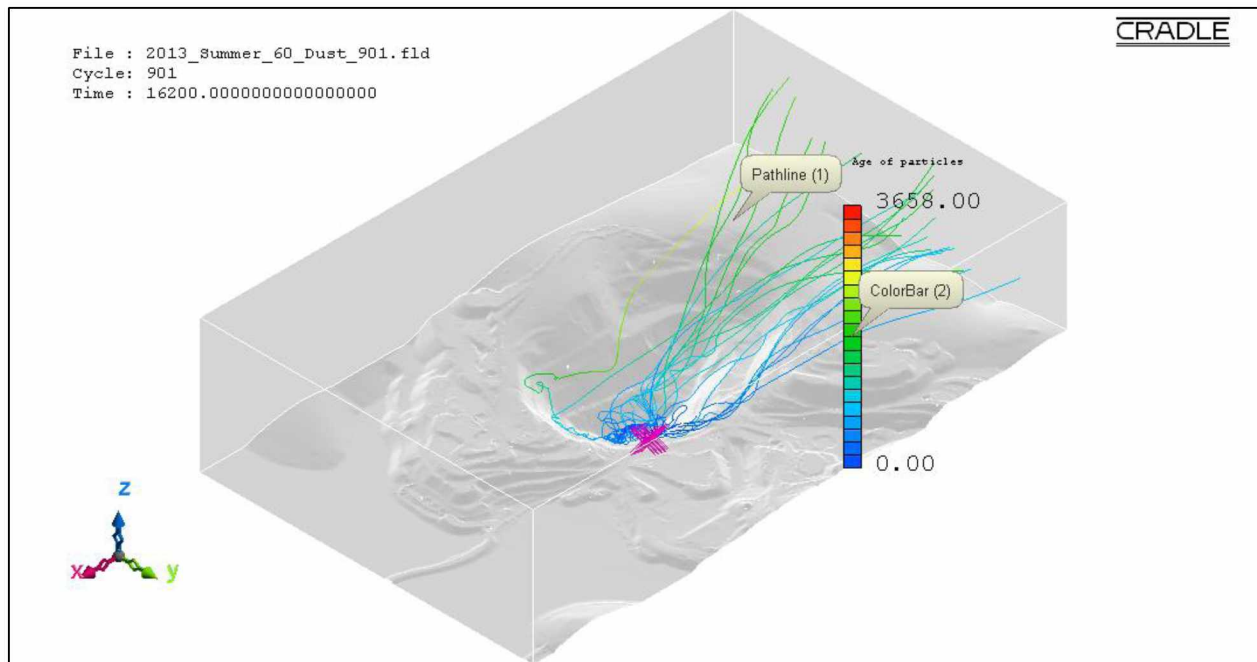 File : 2013_Summer_60_Dust_901.fld
Cycle: 901
Time : 16200.0000000000000000
CRADLE
Pathline (1)
Age of particles
3658.00
ColorBar (2)
0.00
z
x
y